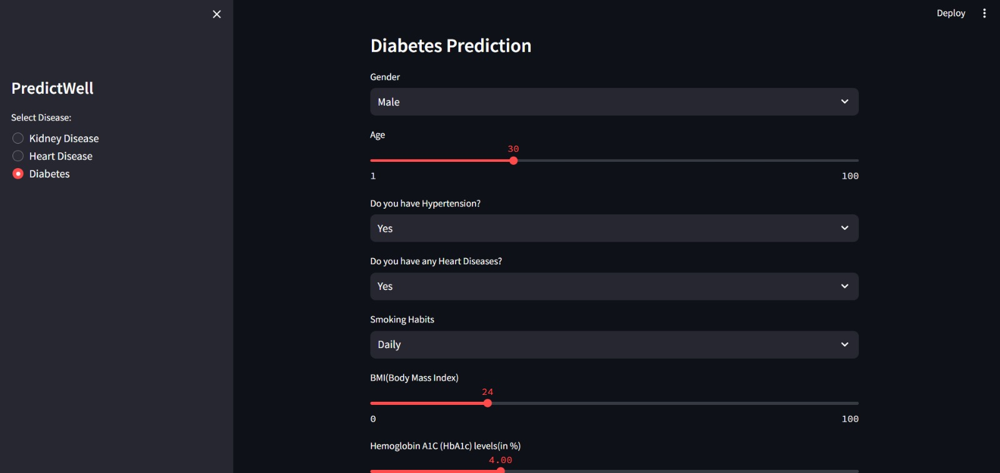 Deploy
PredictWell
Select Disease:
Kidney Disease
Heart Disease
Diabetes
Diabetes Prediction
Gender
Male
Age
30
1 100
Do you have Hypertension?
Yes
Do you have any Heart Diseases?
Yes
Smoking Habits
Daily
BMI(Body Mass Index)
24
0 100
Hemoglobin A1C (HbA1c) levels(in %)
4.00